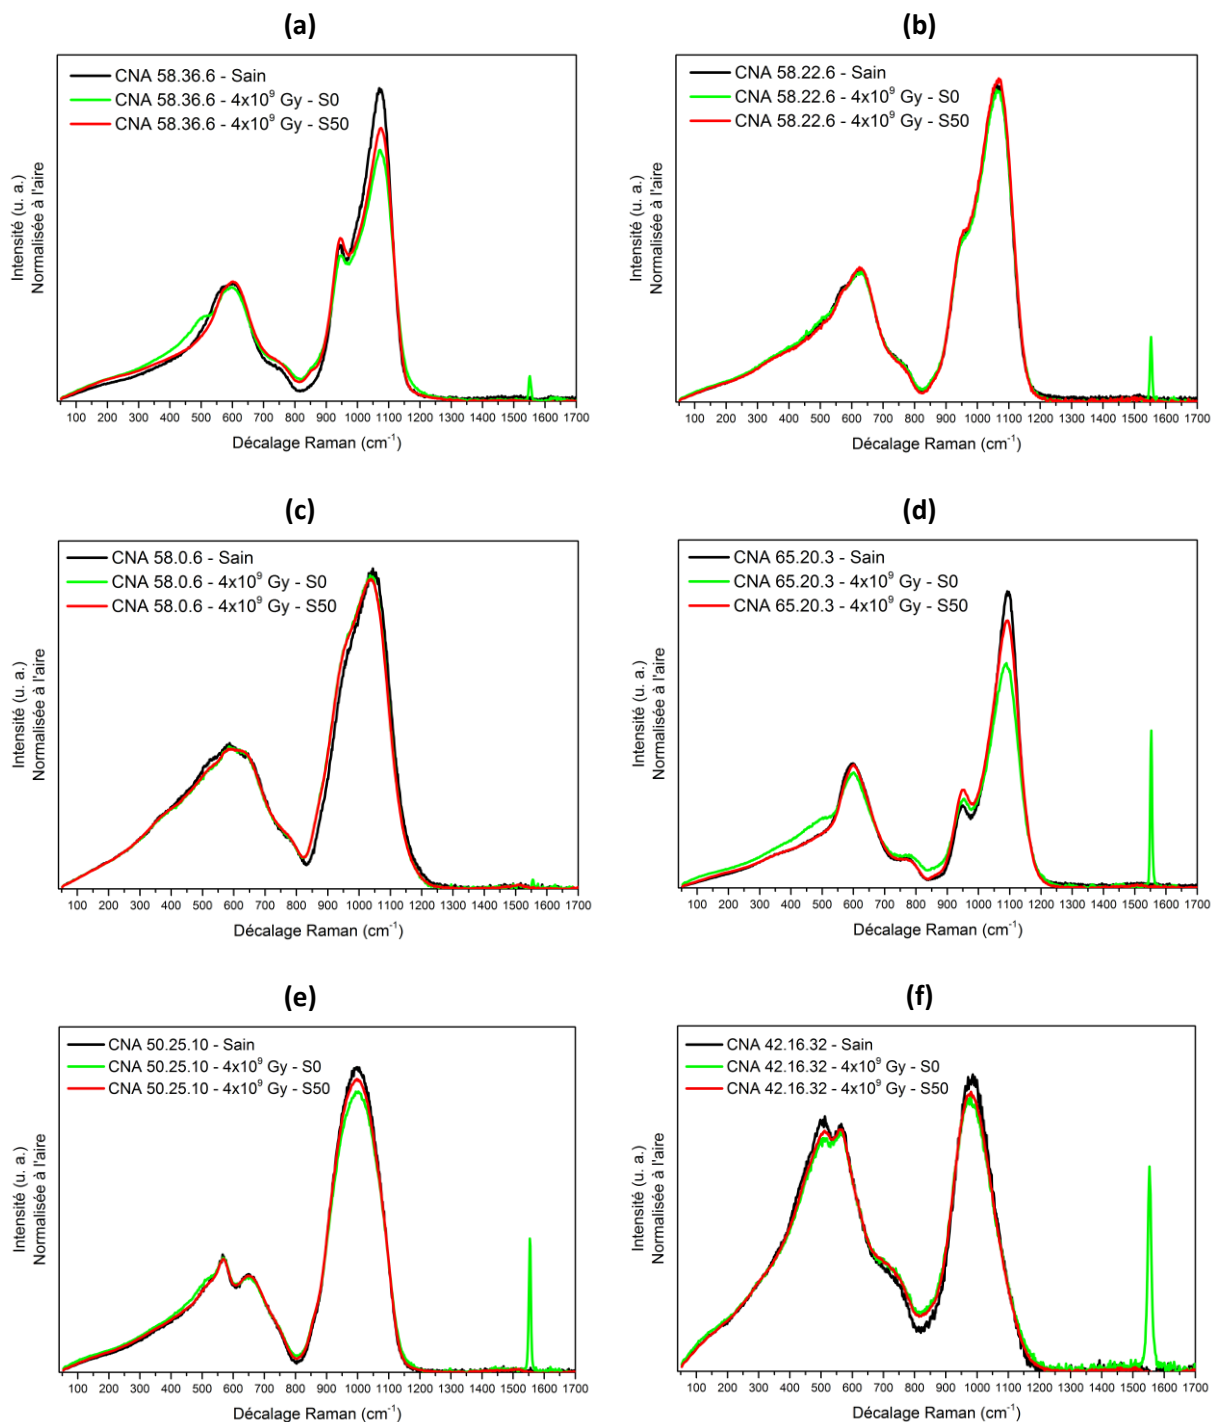 (a)
CNA 58.36.6 - Sain
CNA 58.36.6 - 4x10⁹ Gy - S0
CNA 58.36.6 - 4x10⁹ Gy - S50
Intensité (u. a.)
Normalisée à l'aire
100 200 300 400 500 600 700 800 900 1000 1100 1200 1300 1400 1500 1600 1700
Décalage Raman (cm⁻¹)
(b)
CNA 58.22.6 - Sain
CNA 58.22.6 - 4x10⁹ Gy - S0
CNA 58.22.6 - 4x10⁹ Gy - S50
Intensité (u. a.)
Normalisée à l'aire
100 200 300 400 500 600 700 800 900 1000 1100 1200 1300 1400 1500 1600 1700
Décalage Raman (cm⁻¹)
(c)
CNA 58.0.6 - Sain
CNA 58.0.6 - 4x10⁹ Gy - S0
CNA 58.0.6 - 4x10⁹ Gy - S50
Intensité (u. a.)
Normalisée à l'aire
100 200 300 400 500 600 700 800 900 1000 1100 1200 1300 1400 1500 1600 1700
Décalage Raman (cm⁻¹)
(d)
CNA 65.20.3 - Sain
CNA 65.20.3 - 4x10⁹ Gy - S0
CNA 65.20.3 - 4x10⁹ Gy - S50
Intensité (u. a.)
Normalisée à l'aire
100 200 300 400 500 600 700 800 900 1000 1100 1200 1300 1400 1500 1600 1700
Décalage Raman (cm⁻¹)
(e)
CNA 50.25.10 - Sain
CNA 50.25.10 - 4x10⁹ Gy - S0
CNA 50.25.10 - 4x10⁹ Gy - S50
Intensité (u. a.)
Normalisée à l'aire
100 200 300 400 500 600 700 800 900 1000 1100 1200 1300 1400 1500 1600 1700
Décalage Raman (cm⁻¹)
(f)
CNA 42.16.32 - Sain
CNA 42.16.32 - 4x10⁹ Gy - S0
CNA 42.16.32 - 4x10⁹ Gy - S50
Intensité (u. a.)
Normalisée à l'aire
100 200 300 400 500 600 700 800 900 1000 1100 1200 1300 1400 1500 1600 1700
Décalage Raman (cm⁻¹)